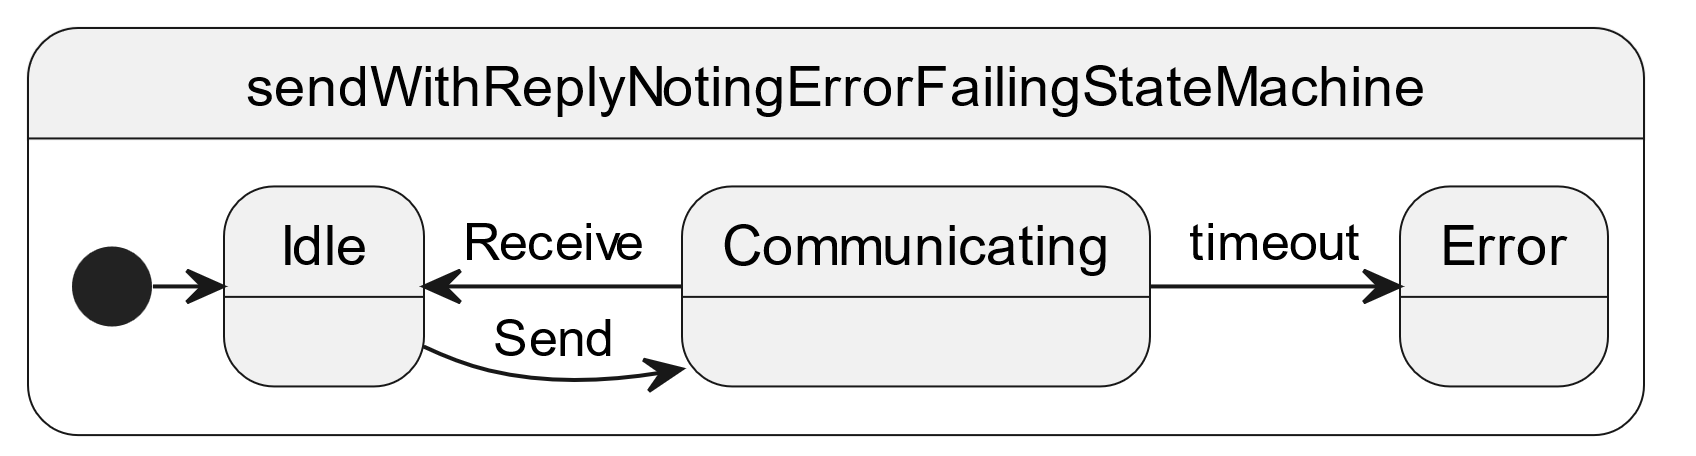 sendWithReplyNotingErrorFailingStateMachine
Idle
Receive
Communicating
timeout
Error
Send